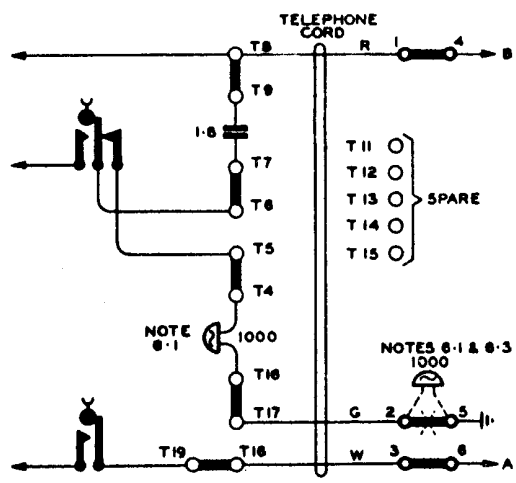 TELEPHONE
CORD
T8
R
1
4
B
T9
1·8
T7
T6
T5
T4
T11
T12
T13
T14
T15
SPARE
NOTE
6·1
1000
NOTES 6·1 & 6·3
1000
T16
T17
G
2
5
T19
T18
W
3
6
A